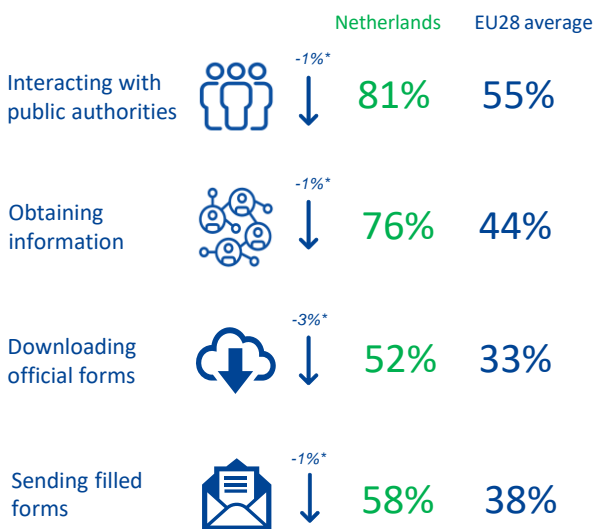 Netherlands EU28 average
Interacting with
public authorities
-1%*
81% 55%
Obtaining
information
-1%*
76% 44%
Downloading
official forms
-3%*
52% 33%
Sending filled
forms
-1%*
58% 38%